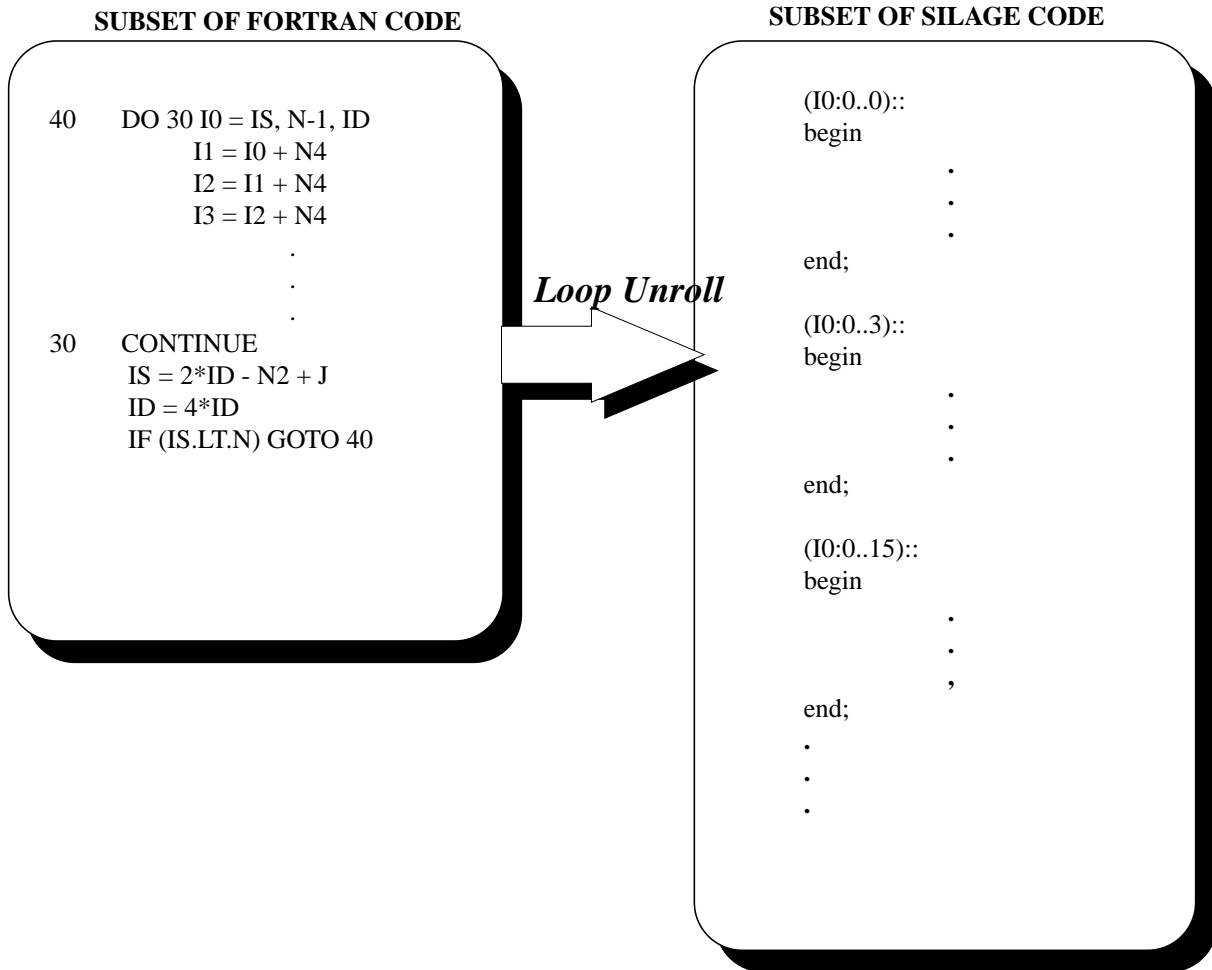 SUBSET OF FORTRAN CODE
40 DO 30 I0 = IS, N-1, ID
I1 = I0 + N4
I2 = I1 + N4
I3 = I2 + N4
.
.
.
30 CONTINUE
IS = 2*ID - N2 + J
ID = 4*ID
IF (IS.LT.N) GOTO 40
Loop Unroll
SUBSET OF SILAGE CODE
(I0:0..0)::
begin
.
.
.
end;
(I0:0..3)::
begin
.
.
.
end;
(I0:0..15)::
begin
.
.
,
end;
.
.
.